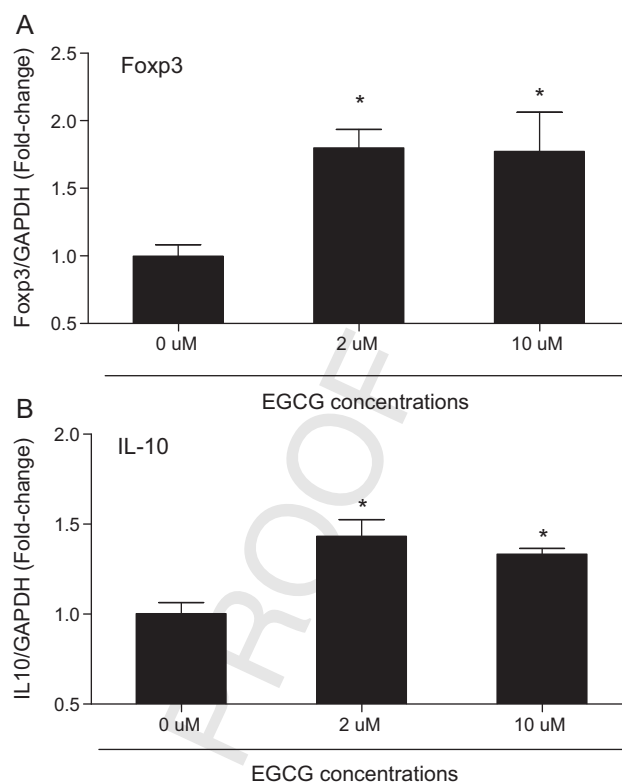 A
Foxp3
Foxp3/GAPDH (Fold-change)
2.5
2.0
1.5
1.0
0.5
*
*
0 uM 2 uM 10 uM
EGCG concentrations
B
IL-10
IL10/GAPDH (Fold-change)
2.0
1.5
1.0
0.5
*
*
0 uM 2 uM 10 uM
EGCG concentrations
PROOF